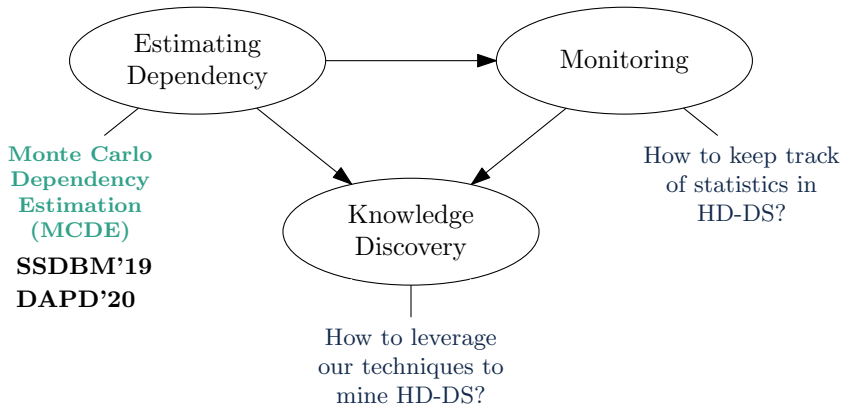 Estimating
Dependency
Monitoring
Monte Carlo
Dependency
Estimation
(MCDE)
SSDBM'19
DAPD'20
How to keep track
of statistics in
HD-DS?
Knowledge
Discovery
How to leverage
our techniques to
mine HD-DS?